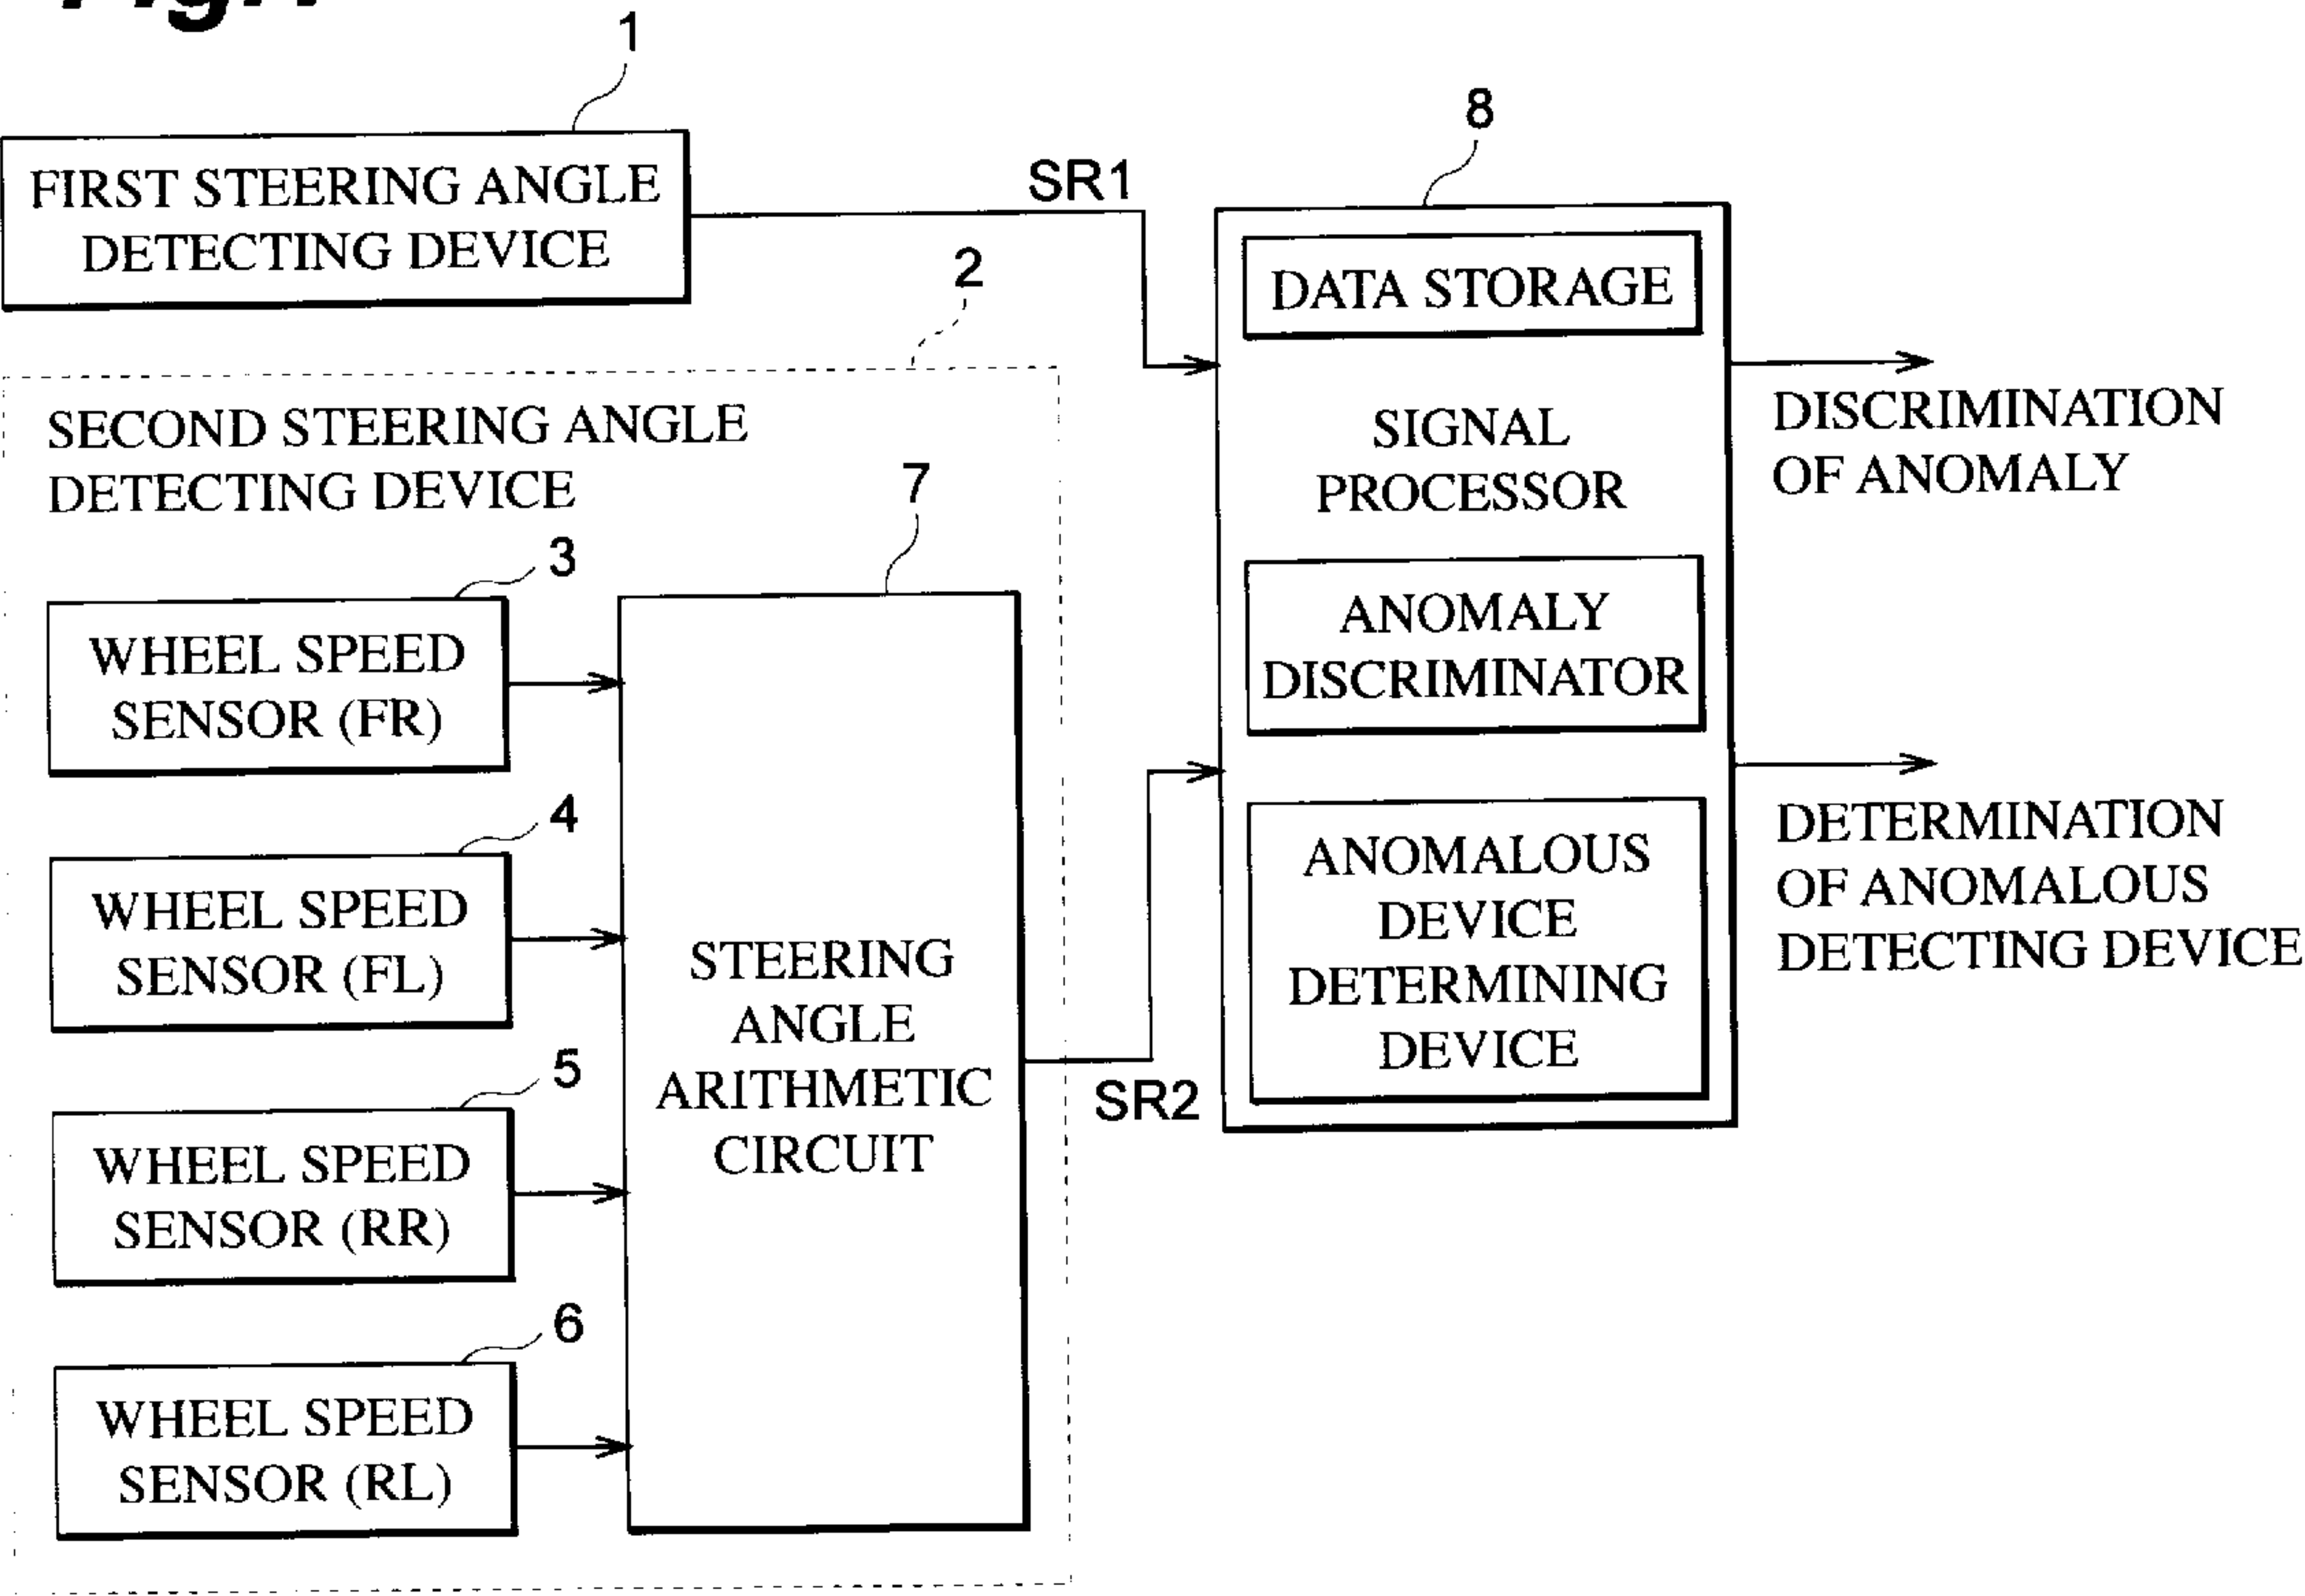 1
FIRST STEERING ANGLE
DETECTING DEVICE
SR1
2
SECOND STEERING ANGLE
DETECTING DEVICE
3
WHEEL SPEED
SENSOR (FR)
4
WHEEL SPEED
SENSOR (FL)
5
WHEEL SPEED
SENSOR (RR)
6
WHEEL SPEED
SENSOR (RL)
7
STEERING
ANGLE
ARITHMETIC
CIRCUIT
SR2
8
DATA STORAGE
SIGNAL
PROCESSOR
ANOMALY
DISCRIMINATOR
ANOMALOUS
DEVICE
DETERMINING
DEVICE
DISCRIMINATION
OF ANOMALY
DETERMINATION
OF ANOMALOUS
DETECTING DEVICE